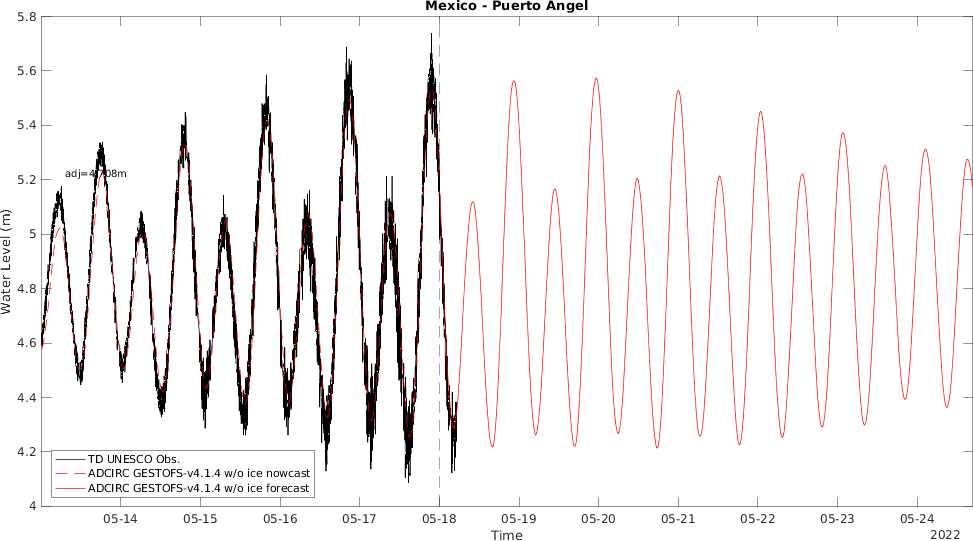 Mexico - Puerto Angel
5.8
5.6
5.4
5.2
5
4.8
4.6
4.4
4.2
4
Water Level (m)
adj=4.708m
TD UNESCO Obs.
ADCIRC GESTOFS-v4.1.4 w/o ice nowcast
ADCIRC GESTOFS-v4.1.4 w/o ice forecast
05-14 05-15 05-16 05-17 05-18 05-19 05-20 05-21 05-22 05-23 05-24
Time
2022